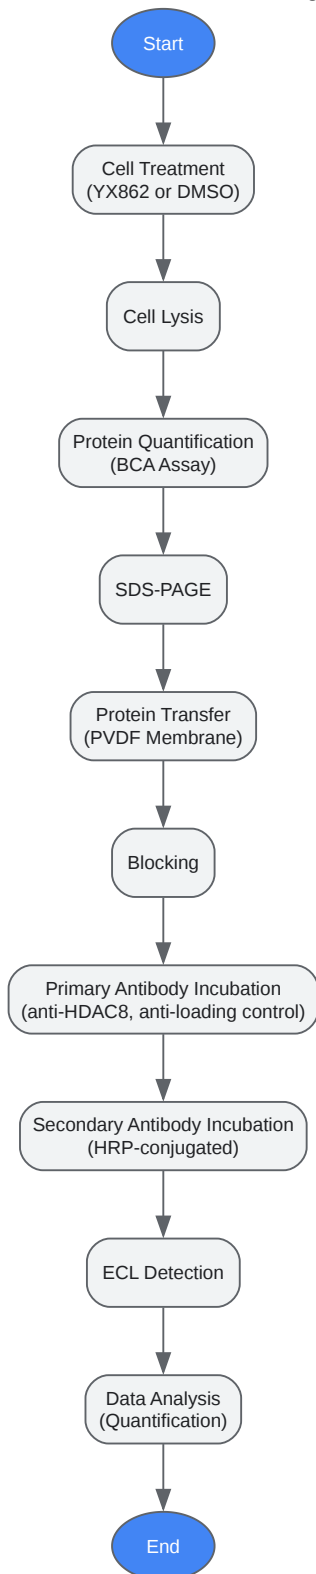 Start
Cell Treatment
(YX862 or DMSO)
Cell Lysis
Protein Quantification
(BCA Assay)
SDS-PAGE
Protein Transfer
(PVDF Membrane)
Blocking
Primary Antibody Incubation
(anti-HDAC8, anti-loading control)
Secondary Antibody Incubation
(HRP-conjugated)
ECL Detection
Data Analysis
(Quantification)
End